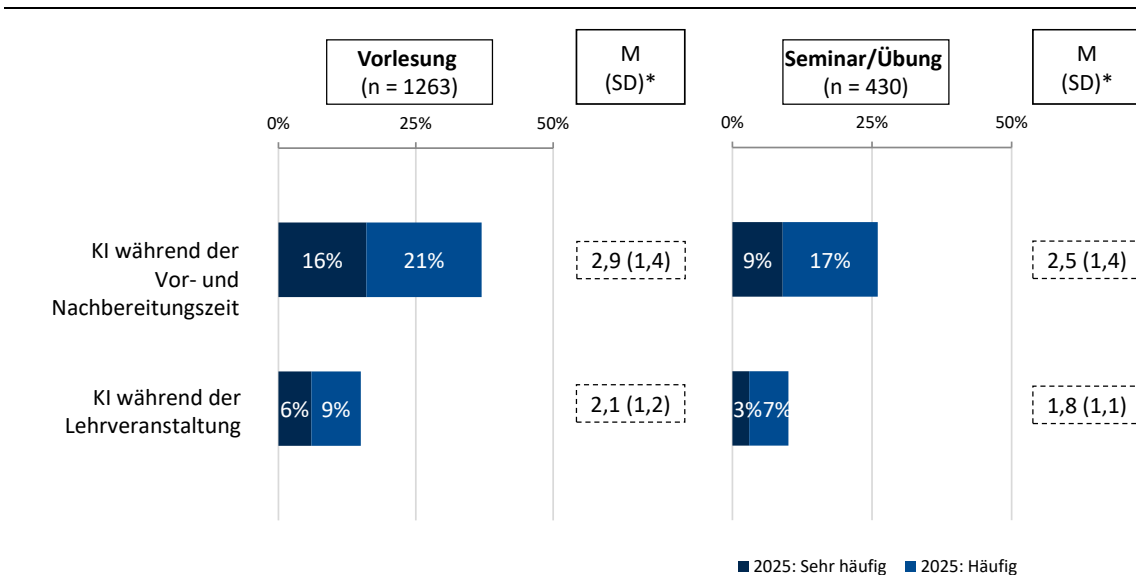 Vorlesung
(n = 1263)
M
(SD)*
Seminar/Übung
(n = 430)
M
(SD)*
0%
25%
50%
0%
25%
50%
KI während der
Vor- und
Nachbereitungszeit
16%
21%
2,9 (1,4)
9%
17%
2,5 (1,4)
KI während der
Lehrveranstaltung
6%
9%
2,1 (1,2)
3%
7%
1,8 (1,1)
2025: Sehr häufig
2025: Häufig